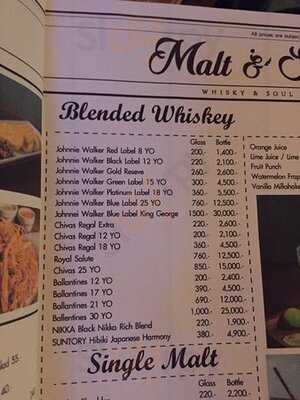 All prices are subject
Malt &
WHISKY & SOUL
Blended Whiskey
Glass Bottle
Johnnie Walker Red Label 8 YO 200.- 1,400.-
Johnnie Walker Black Label 12 YO 220.- 2,100.-
Johnnie Walker Gold Reseve 260.- 2,600.-
Johnnie Walker Green Label 15 YO 300.- 4,500.-
Johnnie Walker Platinum Label 18 YO 360.- 5,500.-
Johnnie Walker Blue Label 25 YO 760.- 12,500.-
Johnnei Walker Blue Label King George 1500.- 30,000.-
Chivas Regal Extra 220.- 2,600.-
Chivas Regal 12 YO 200.- 2,100.-
Chivas Regal 18 YO 360.- 4,500.-
Royal Salute 760.- 12,500.-
Chivas 25 YO 850.- 15,000.-
Ballantines 12 YO 200.- 2,400.-
Ballantines 17 YO 390.- 4,500.-
Ballantines 21 YO 690.- 12,000.-
Ballantines 30 YO 1,000.- 25,000.-
NIKKA Black Nikka Rich Blend 220.- 1,900.-
SUNTORY Hibiki Japanese Harmony 380.- 4,900.-
Single Malt
Glass Bottle
220.- 2,200.-
Orange Juice
Lime Juice / Lime
Fruit Punch
Watermelon Frap
Vanilla Milkshake
55.
40.